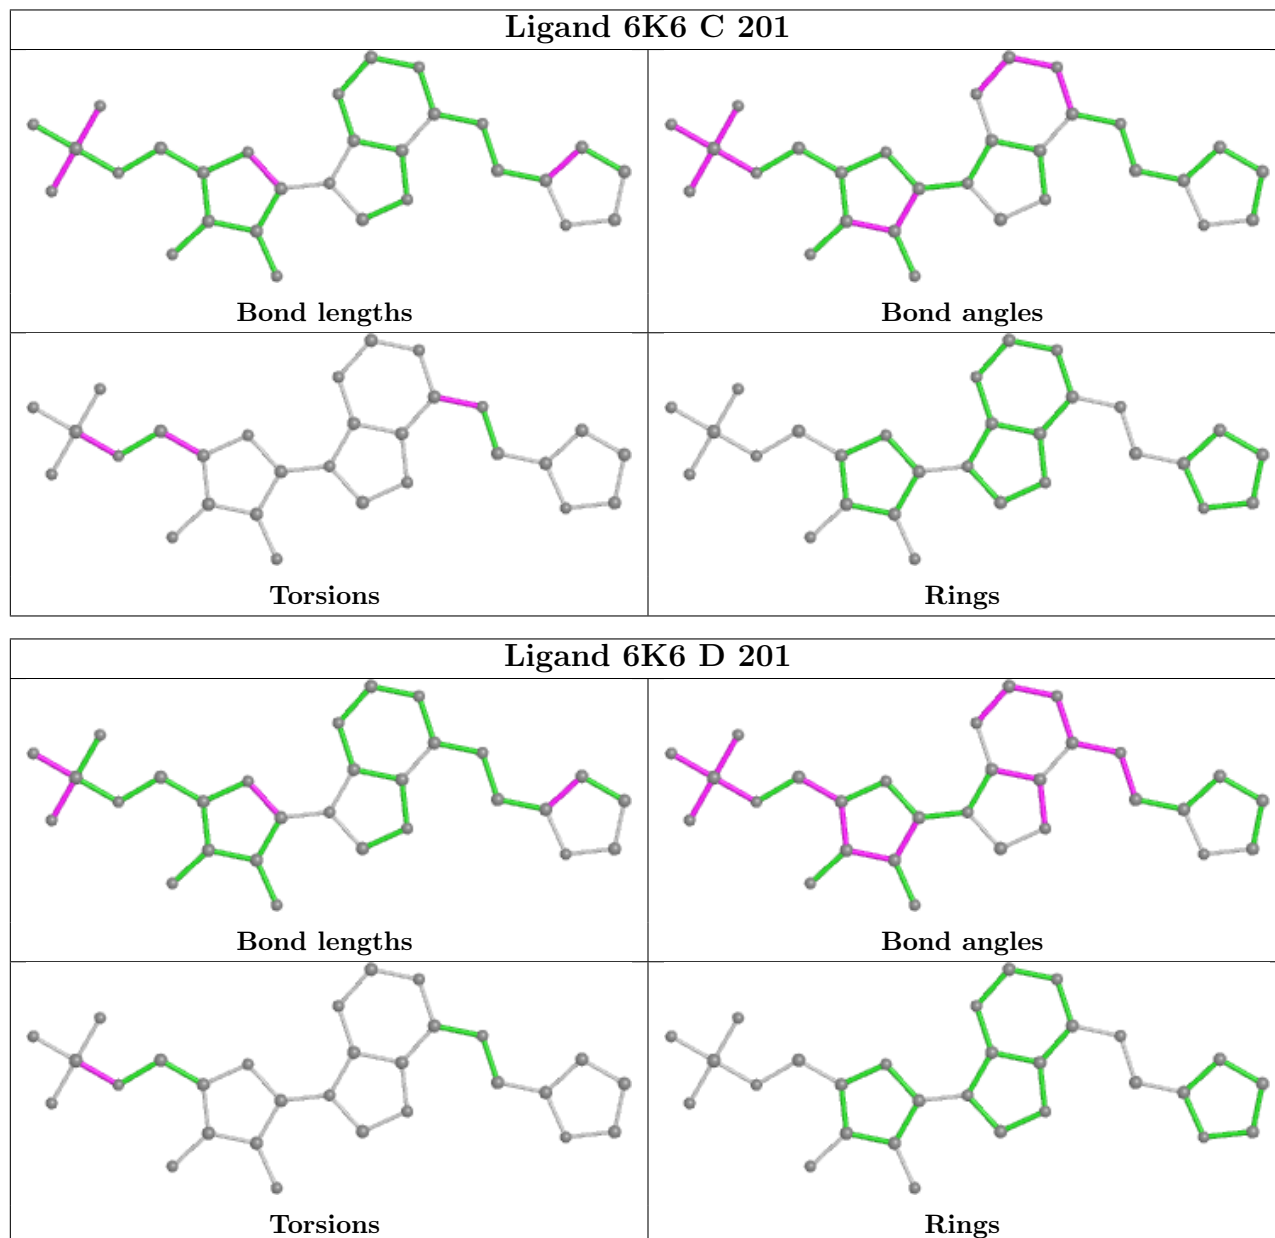 Ligand 6K6 C 201
Bond lengths
Bond angles
Torsions
Rings
Ligand 6K6 D 201
Bond lengths
Bond angles
Torsions
Rings